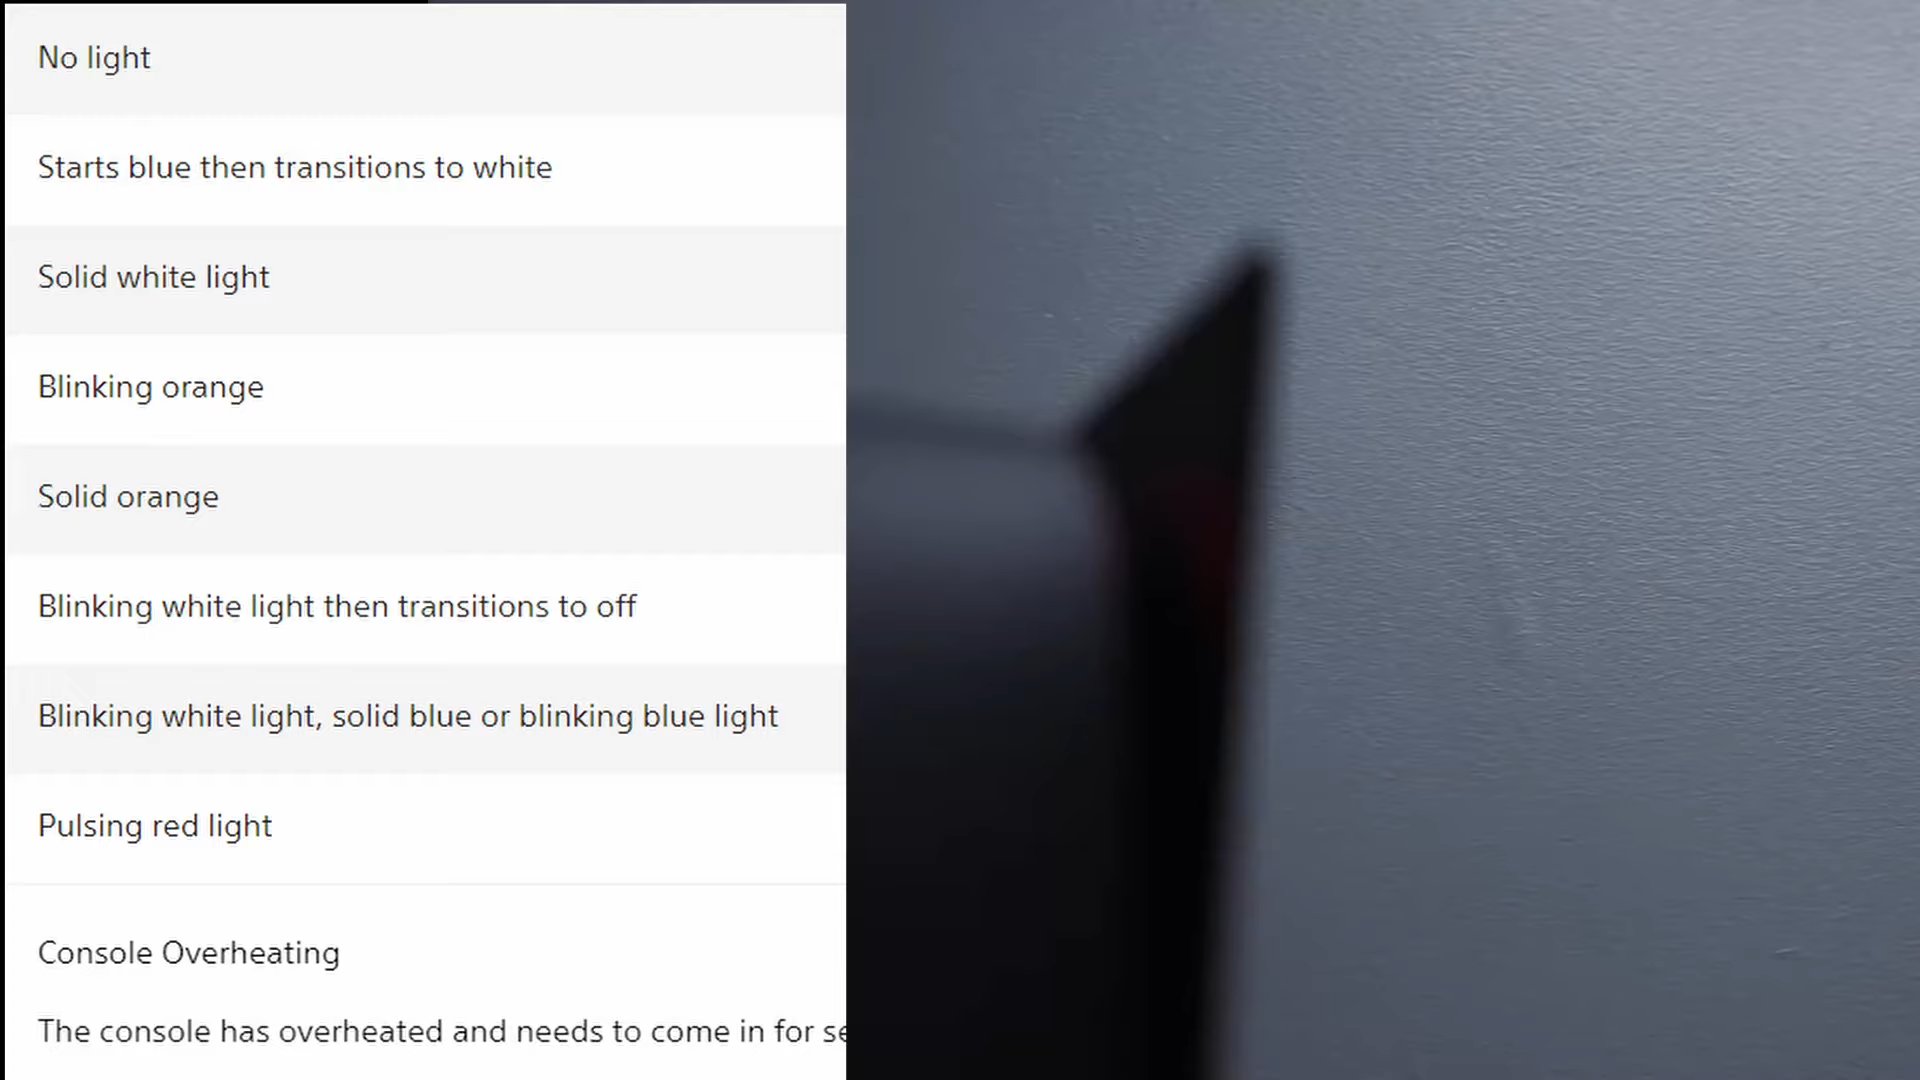 No light
Starts blue then transitions to white
Solid white light
Blinking orange
Solid orange
Blinking white light then transitions to off
Blinking white light, solid blue or blinking blue light
Pulsing red light
Console Overheating
The console has overheated and needs to come in for